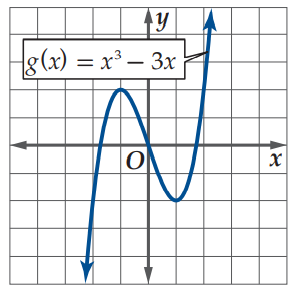 y
g(x) = x³ − 3x
O
x